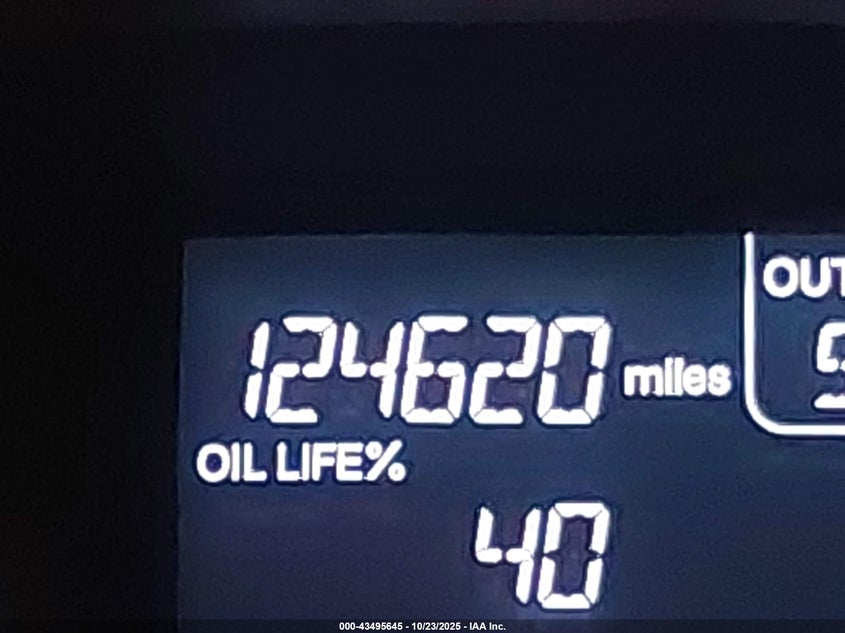 124620 miles
OUT
OIL LIFE%
40
000-43495645 - 10/23/2025 - IAA Inc.